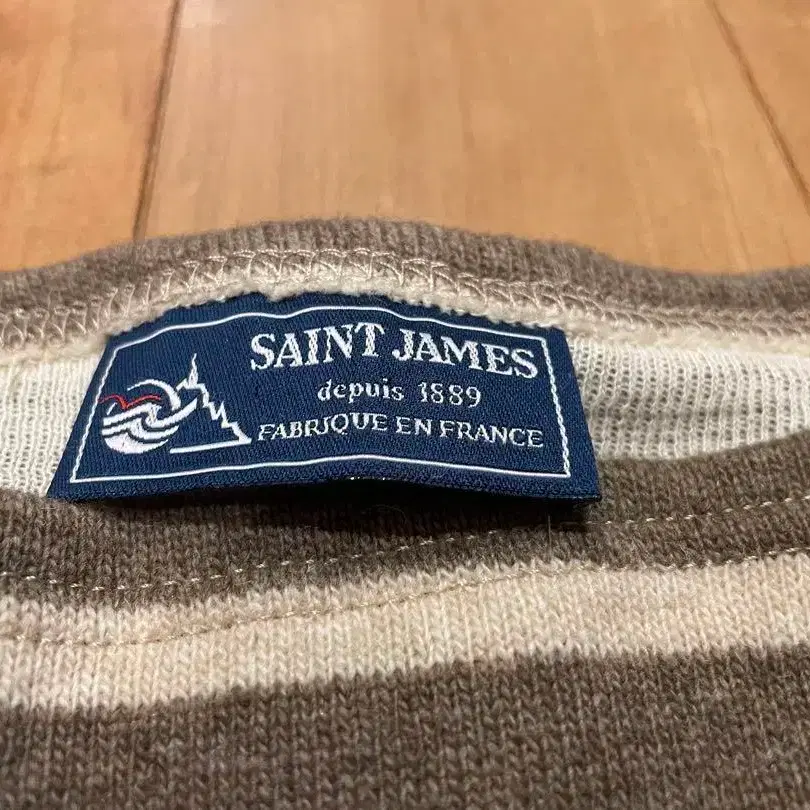 SAINT JAMES
depuis 1889
FABRIQUE EN FRANCE